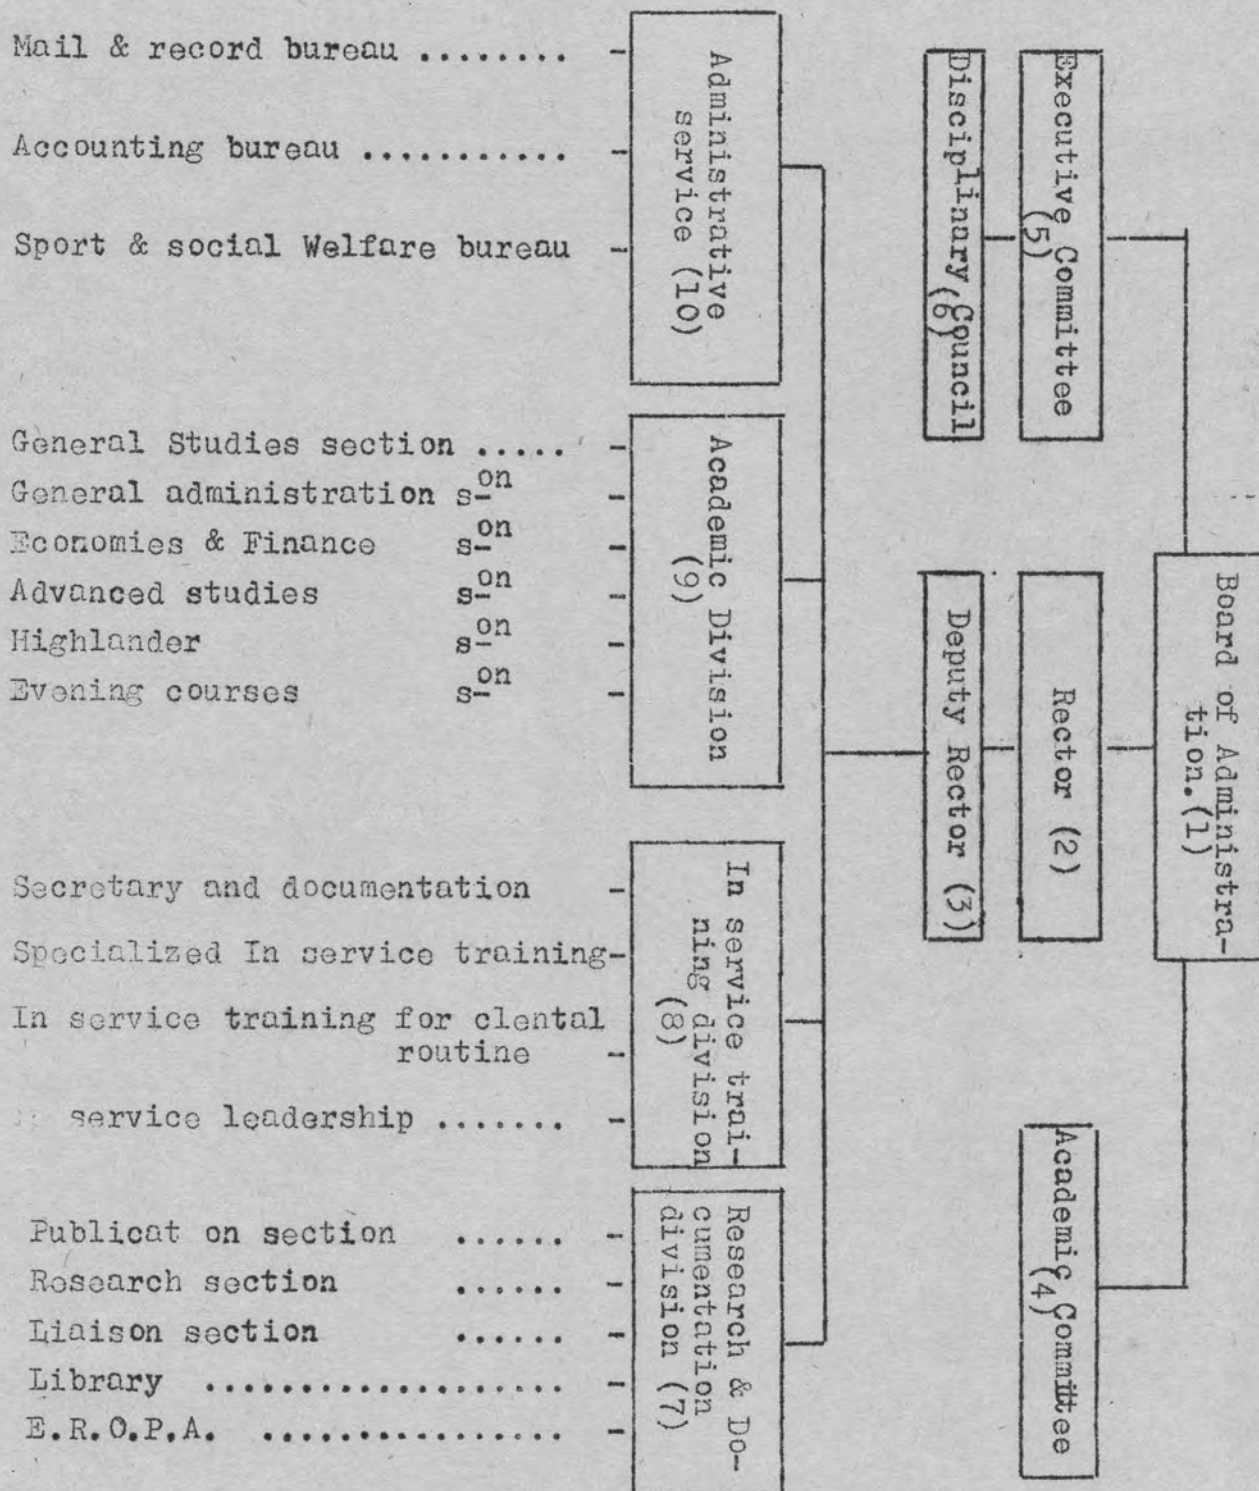 Mail & record bureau ........ -
Accounting bureau ........... -
Sport & social Welfare bureau -
Administrative
service (10)
General Studies section ..... -
General administration s-on -
Economies & Finance s-on -
Advanced studies s-on -
Highlander s-on -
Evening courses s-on -
Academic Division
(9)
Secretary and documentation -
Specialized In service training-
In service training for clental
routine -
service leadership ....... -
In service trai-
ning division
(8)
Publicat on section ...... -
Research section ...... -
Liaison section ...... -
Library ................... -
E.R.O.P.A. ................ -
Research & Do-
cumentation
division (7)
Disciplinary Council
(6)
Executive Committee
(5)
Deputy Rector (3)
Rector (2)
Board of Administra-
tion.(1)
Academic Committee
(4)